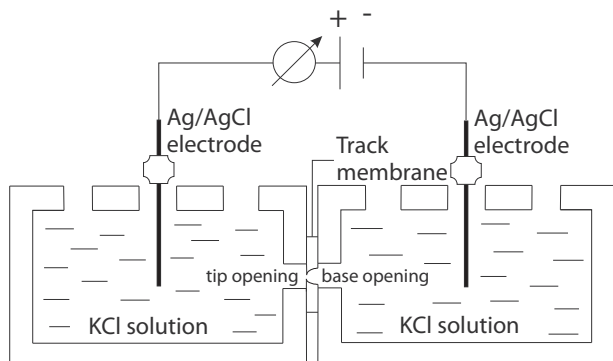 + -
Ag/AgCl
electrode
Track
membrane
Ag/AgCl
electrode
tip opening
base opening
KCl solution
KCl solution